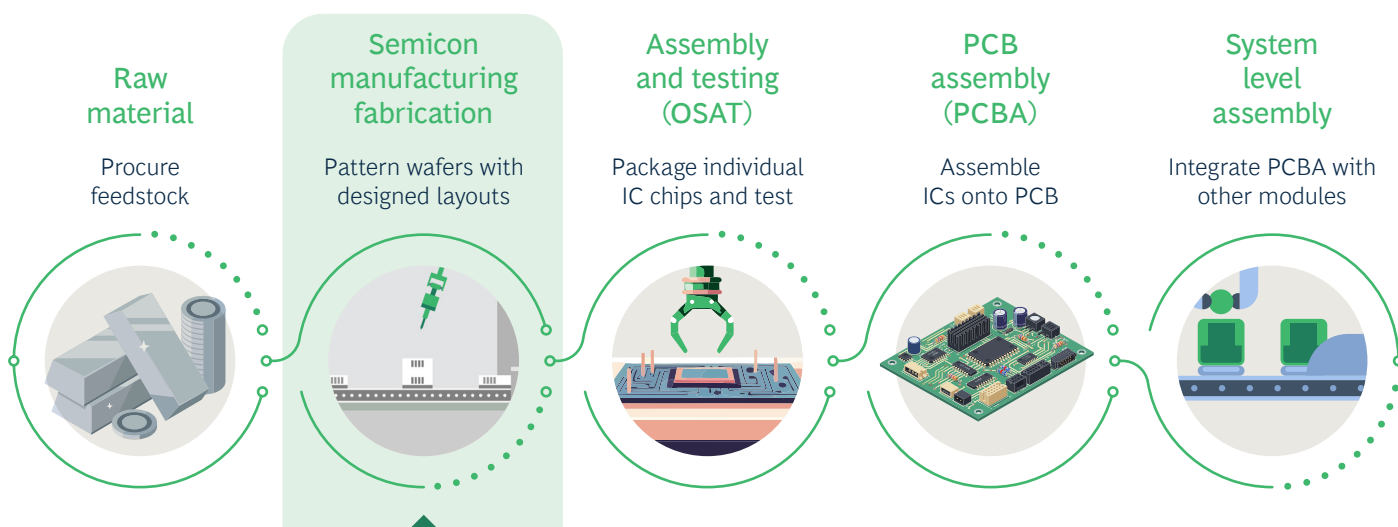 Raw
material
Procure
feedstock
Semicon
manufacturing
fabrication
Pattern wafers with
designed layouts
Assembly
and testing
(OSAT)
Package individual
IC chips and test
PCB
assembly
(PCBA)
Assemble
ICs onto PCB
System
level
assembly
Integrate PCBA with
other modules